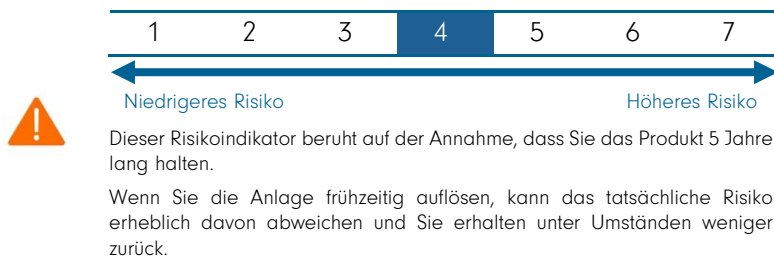 1 2 3 4 5 6 7
Niedrigeres Risiko Höheres Risiko
Dieser Risikoindikator beruht auf der Annahme, dass Sie das Produkt 5 Jahre
lang halten.
Wenn Sie die Anlage frühzeitig auflösen, kann das tatsächliche Risiko
erheblich davon abweichen und Sie erhalten unter Umständen weniger
zurück.